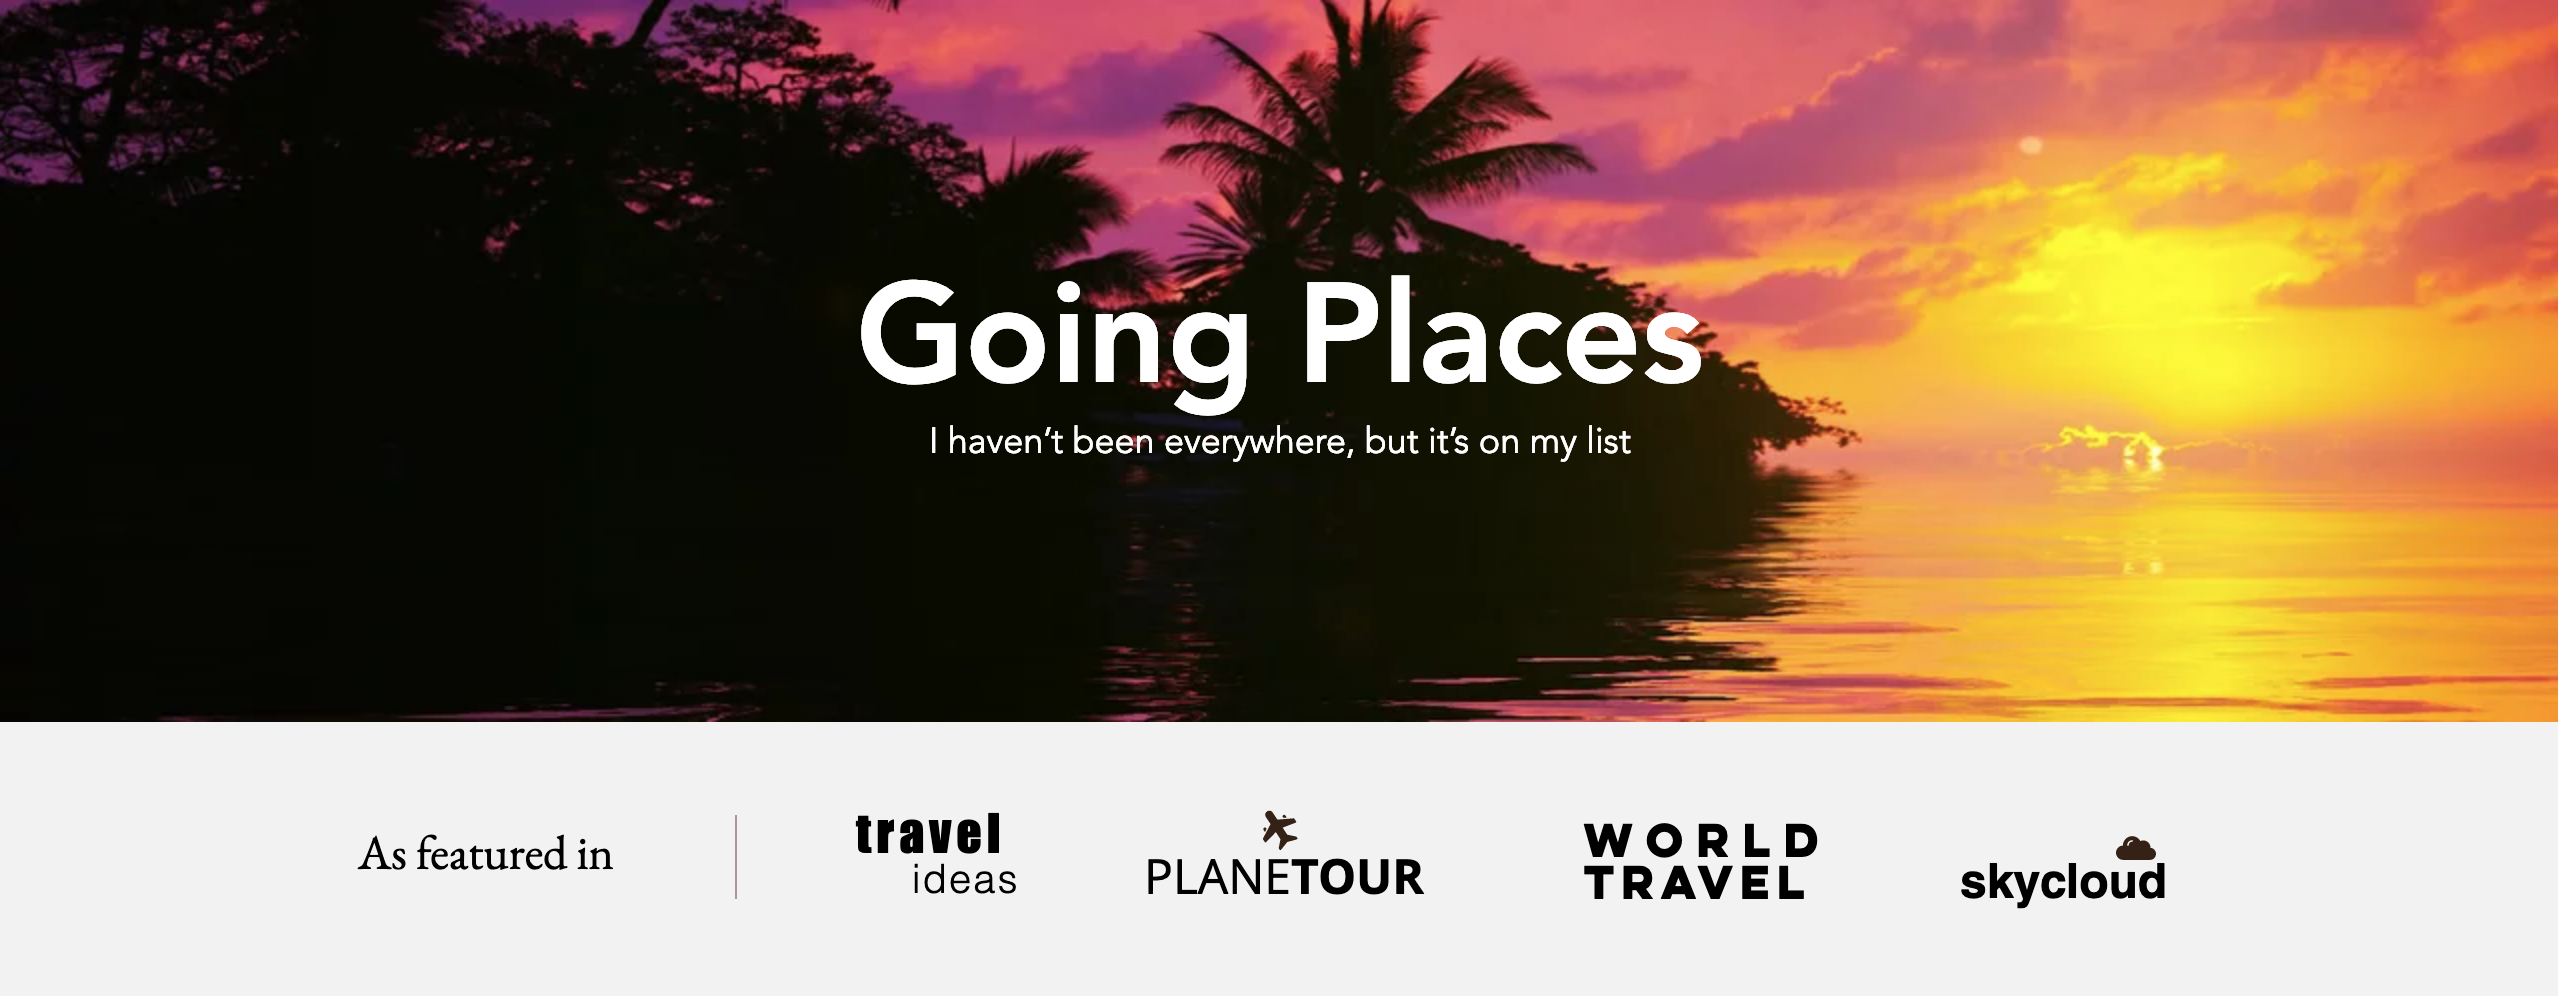 Going Places
I haven’t been everywhere, but it’s on my list
As featured in
travel
ideas
PLANETOUR
WORLD
TRAVEL
skycloud